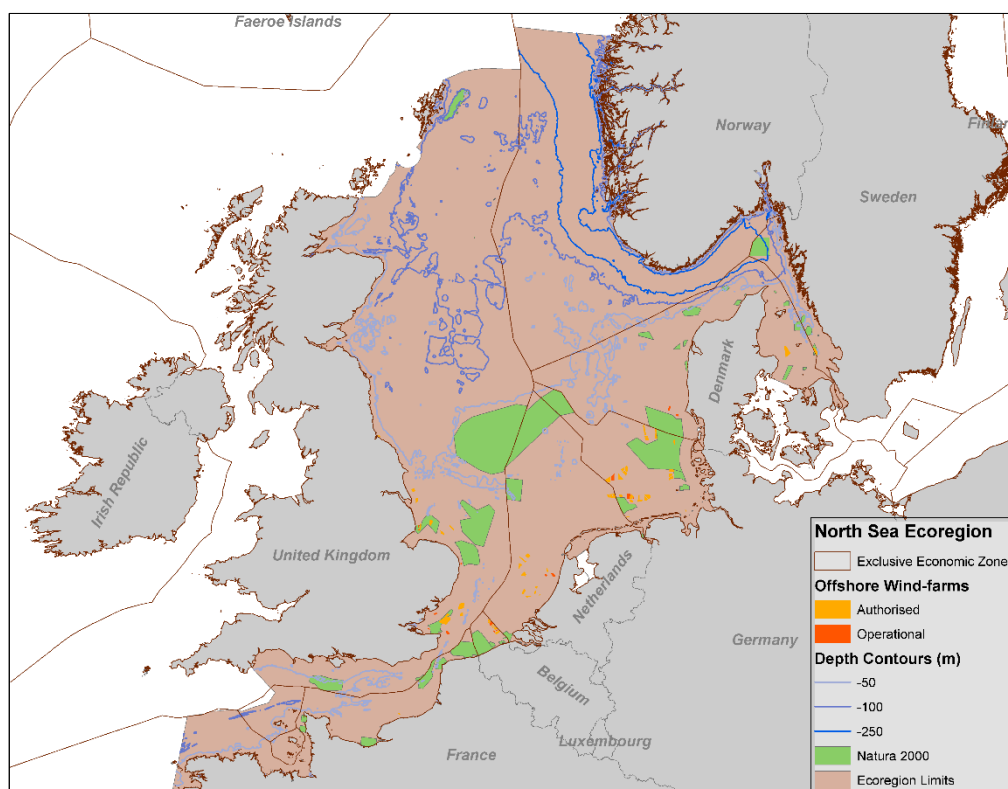 Faeroe Islands
Norway
Finlan
Sweden
Denmark
Irish Republic
United Kingdom
Netherlands
Germany
Belgium
Luxembourg
France
North Sea Ecoregion
Exclusive Economic Zone
Offshore Wind-farms
Authorised
Operational
Depth Contours (m)
-50
-100
-250
Natura 2000
Ecoregion Limits